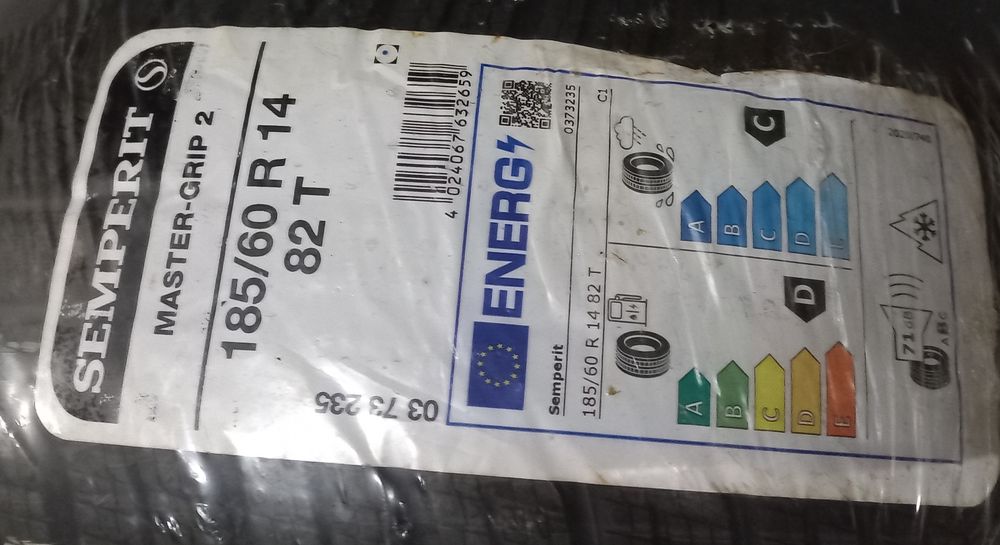 SEMPERIT
MASTER-GRIP 2
185/60 R 14
82 T
03 73 235
4 024067 632659
ENERG
0373235
Semperit
185/60 R 14 82 T
C1
D
A
B
C
D
E
C
A
B
C
D
E
71 dB
ABC